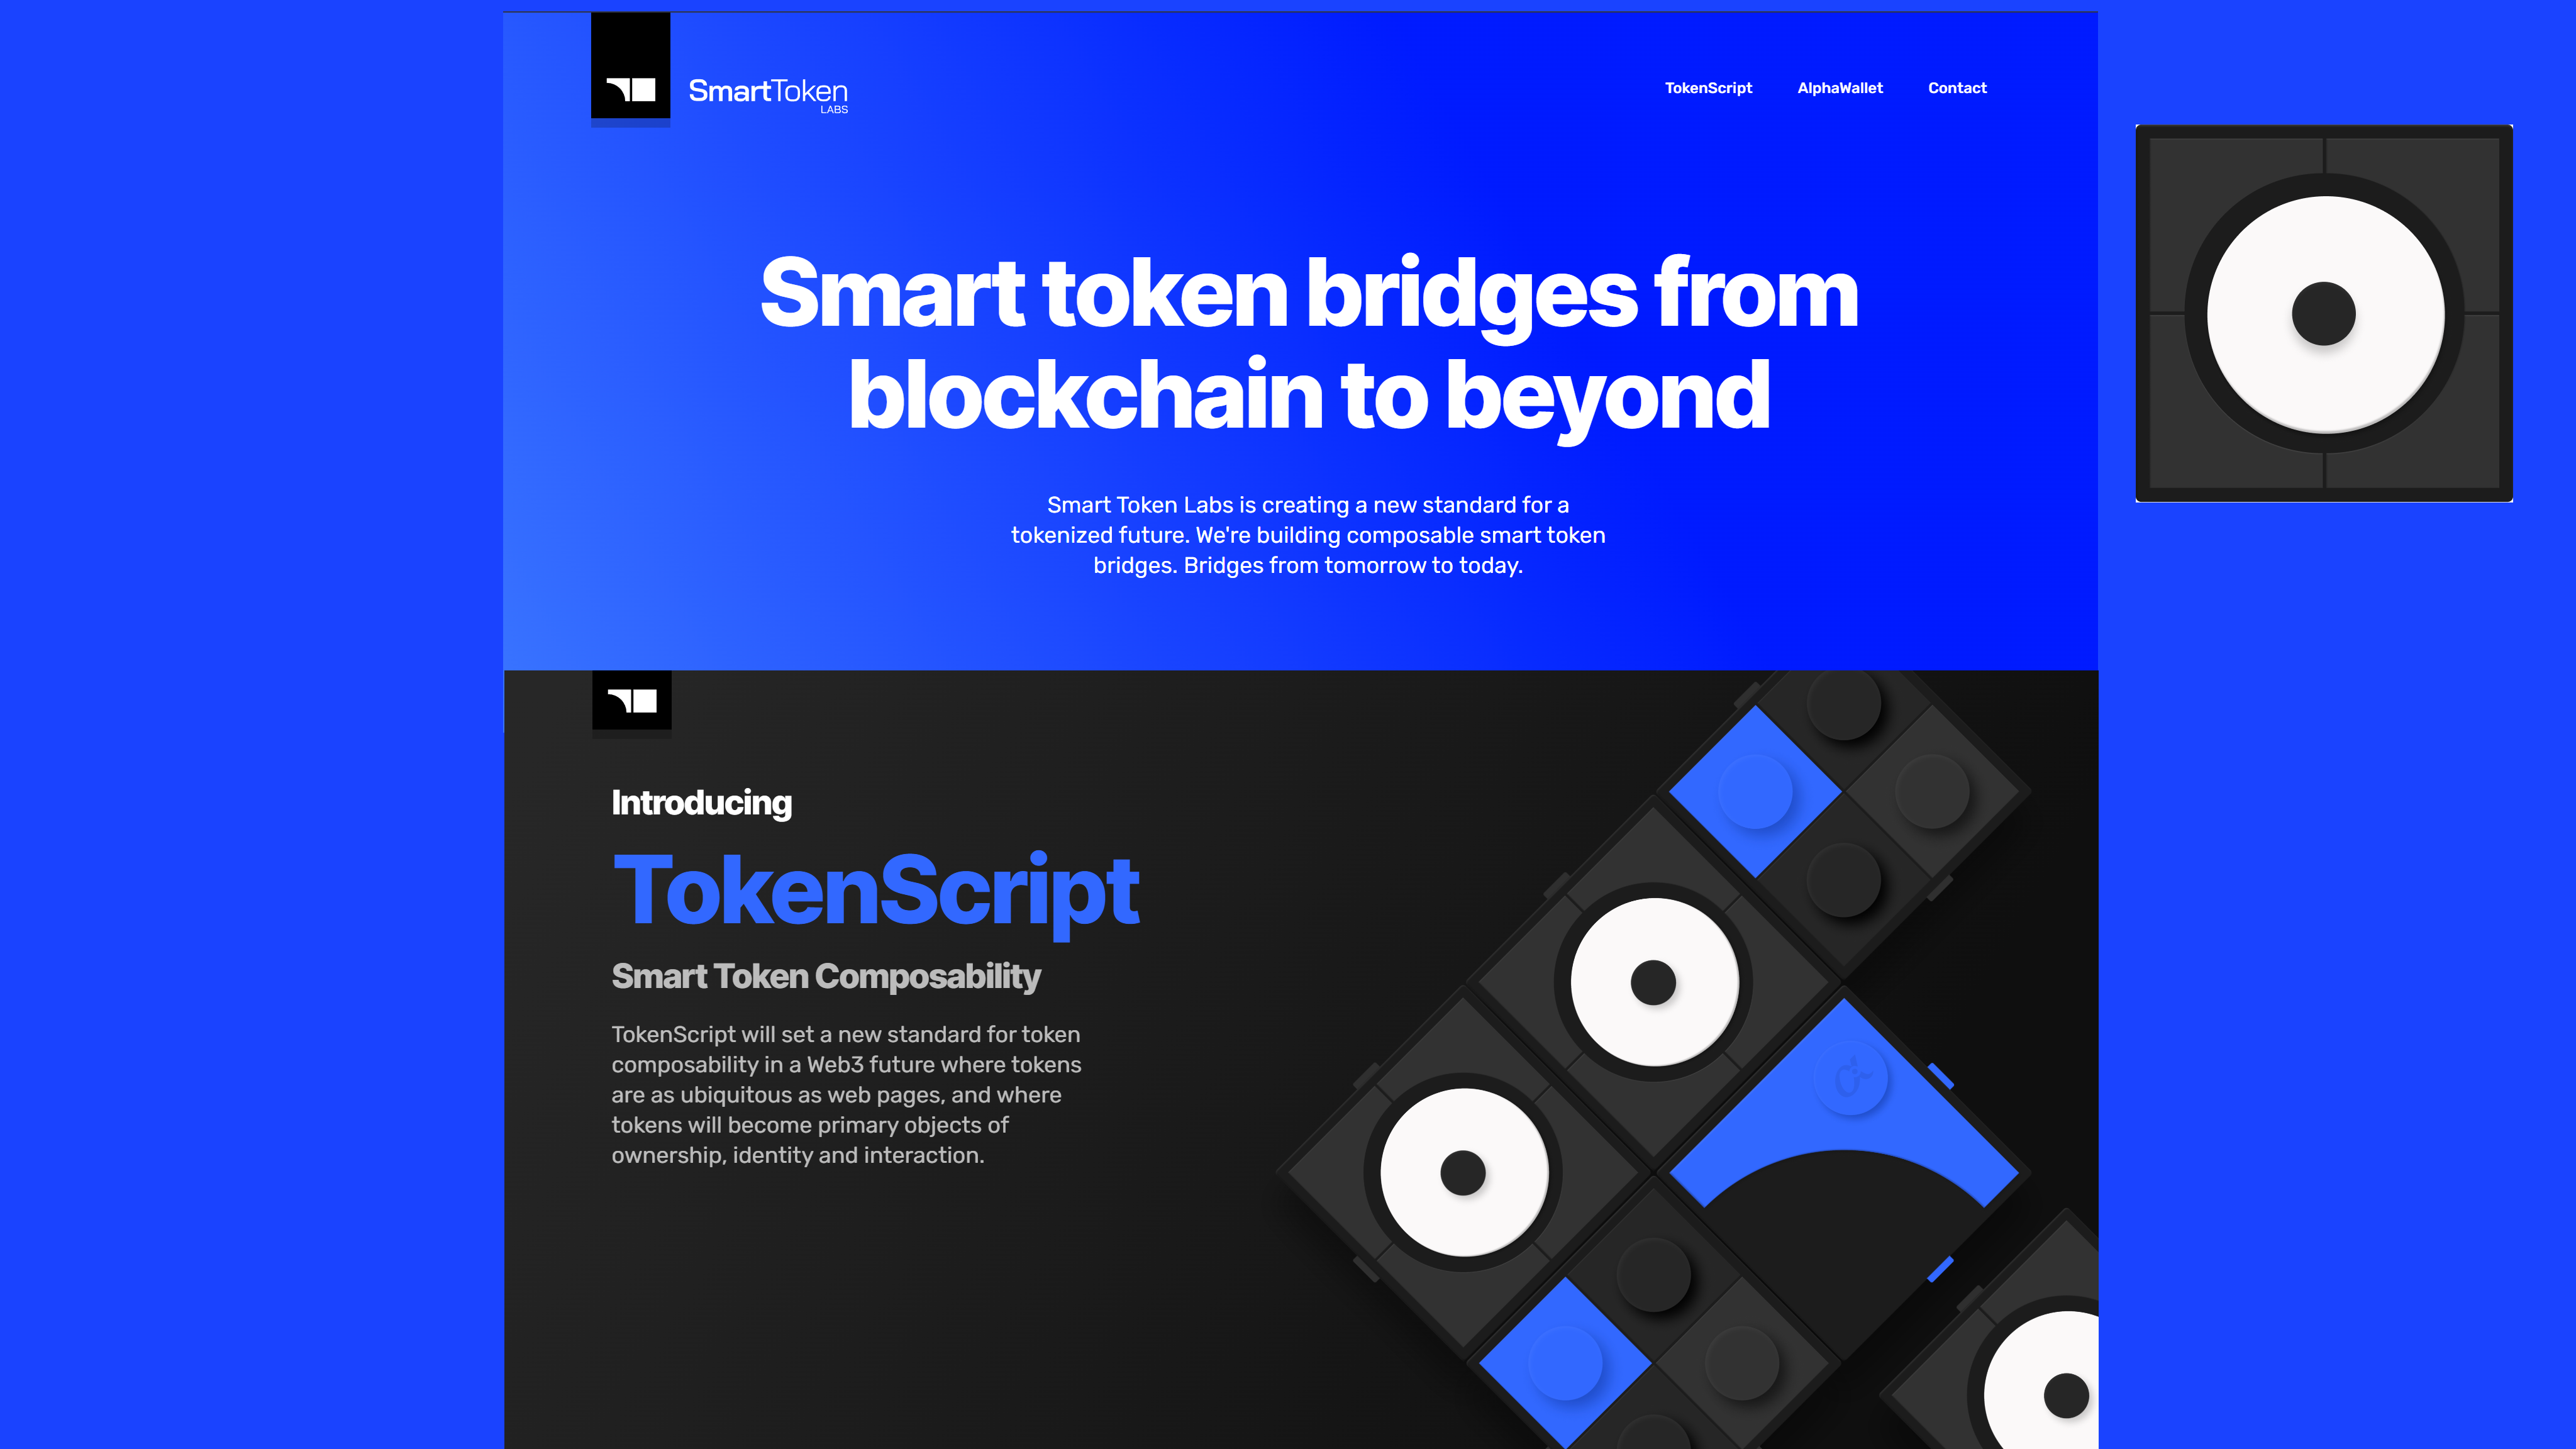 SmartToken
LABS
TokenScript
AlphaWallet
Contact
Smart token bridges from
blockchain to beyond
Smart Token Labs is creating a new standard for a
tokenized future. We're building composable smart token
bridges. Bridges from tomorrow to today.
Introducing
TokenScript
Smart Token Composability
TokenScript will set a new standard for token
composability in a Web3 future where tokens
are as ubiquitous as web pages, and where
tokens will become primary objects of
ownership, identity and interaction.